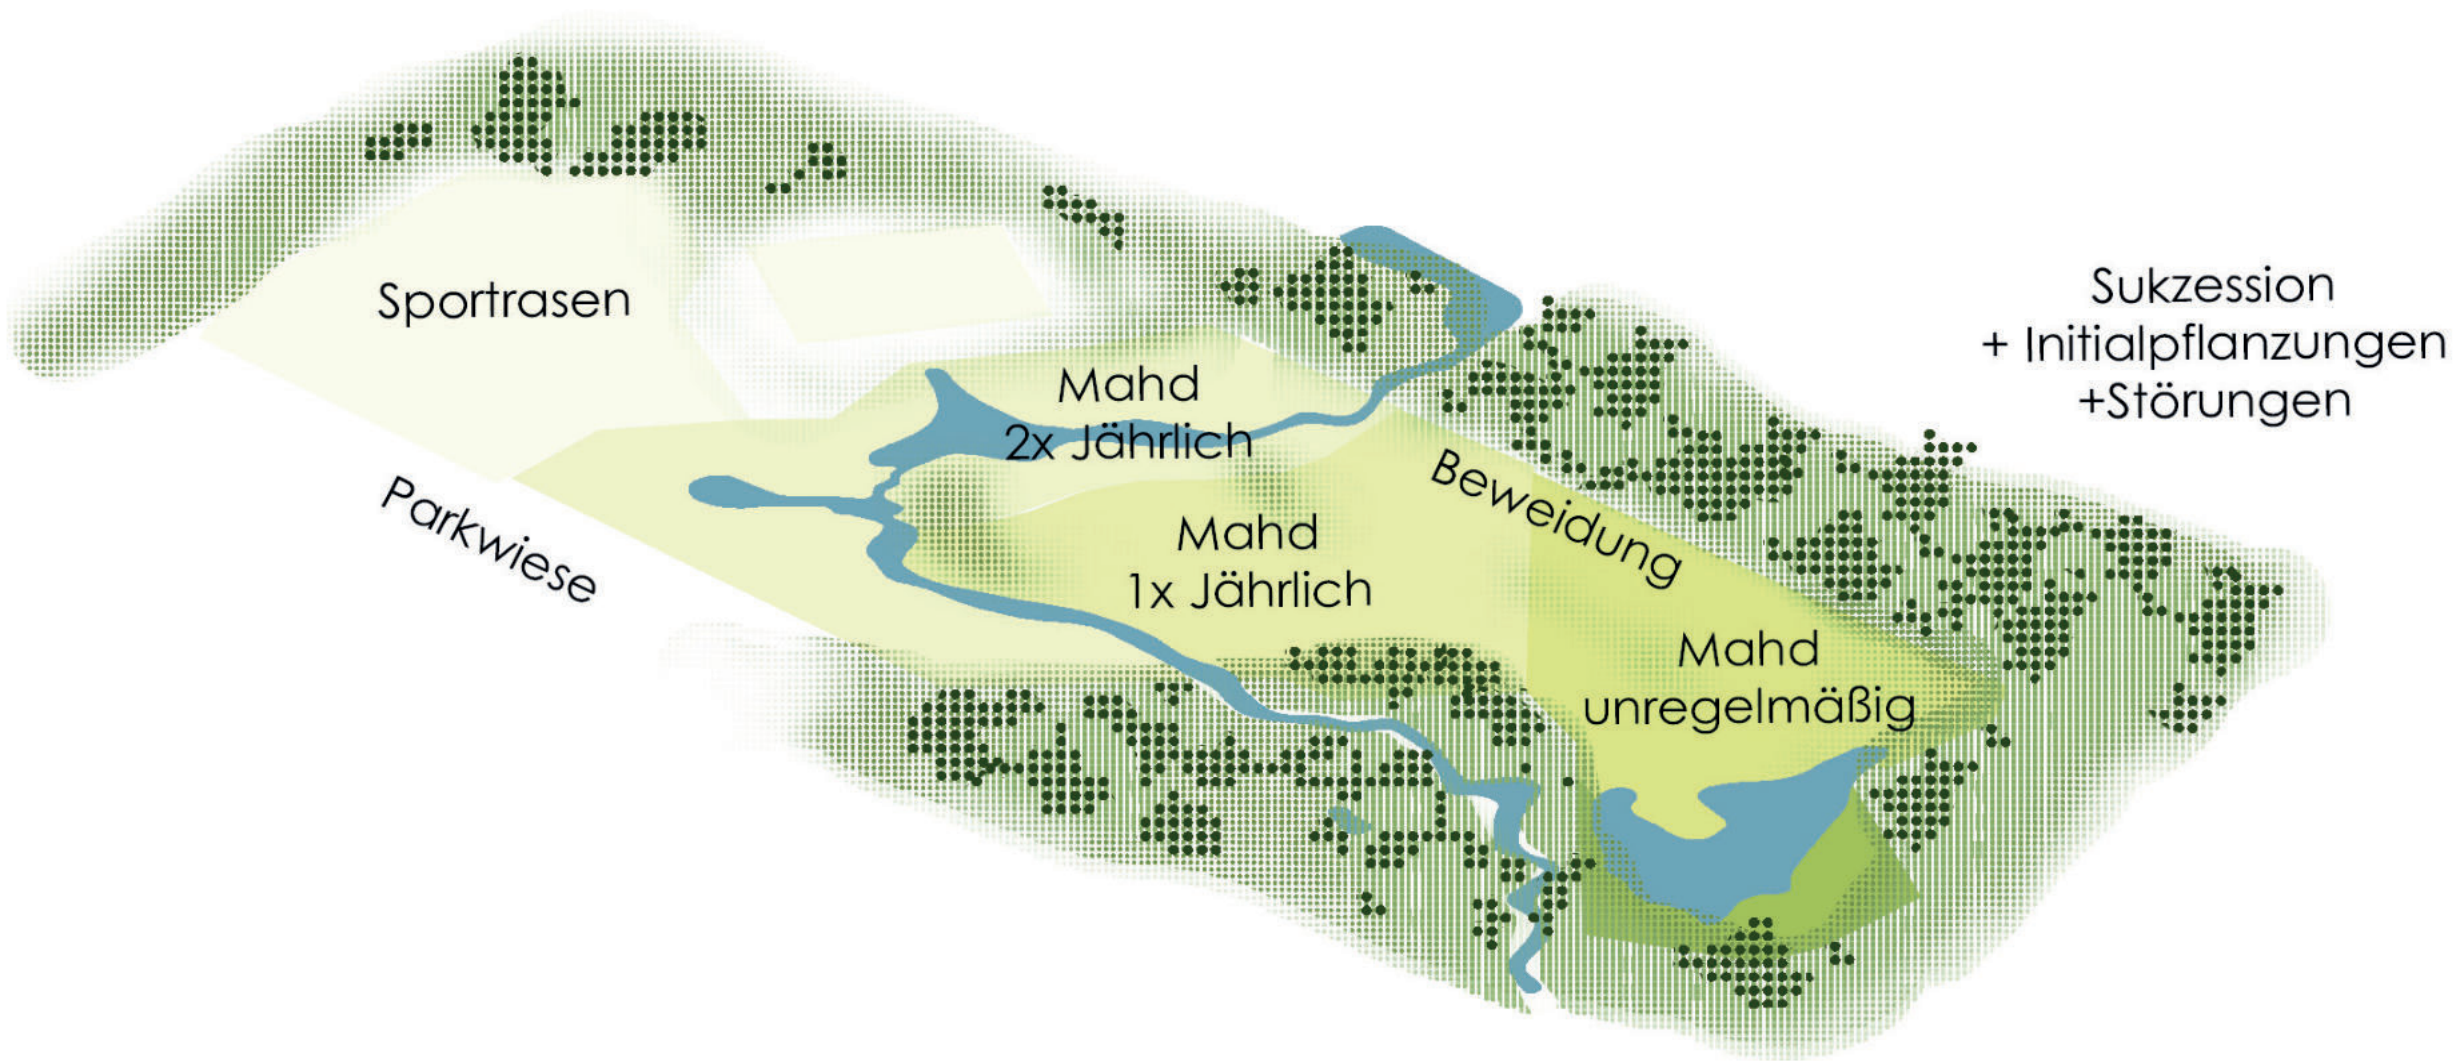 Sportrasen
Parkwiese
Mahd
2x Jährlich
Mahd
1x Jährlich
Beweidung
Mahd
unregelmäßig
Sukzession
+ Initialpflanzungen
+Störungen